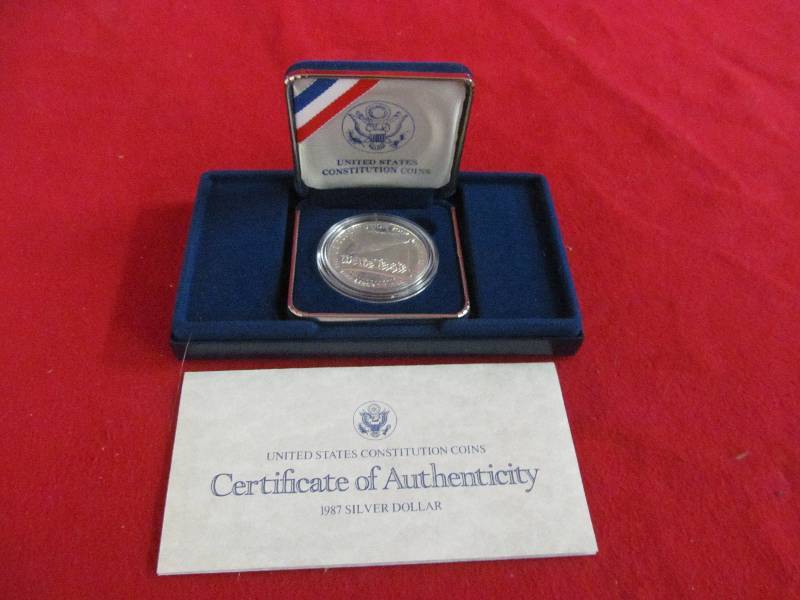 UNITED STATES
CONSTITUTION COINS
UNITED STATES CONSTITUTION COINS
Certificate of Authenticity
1987 SILVER DOLLAR